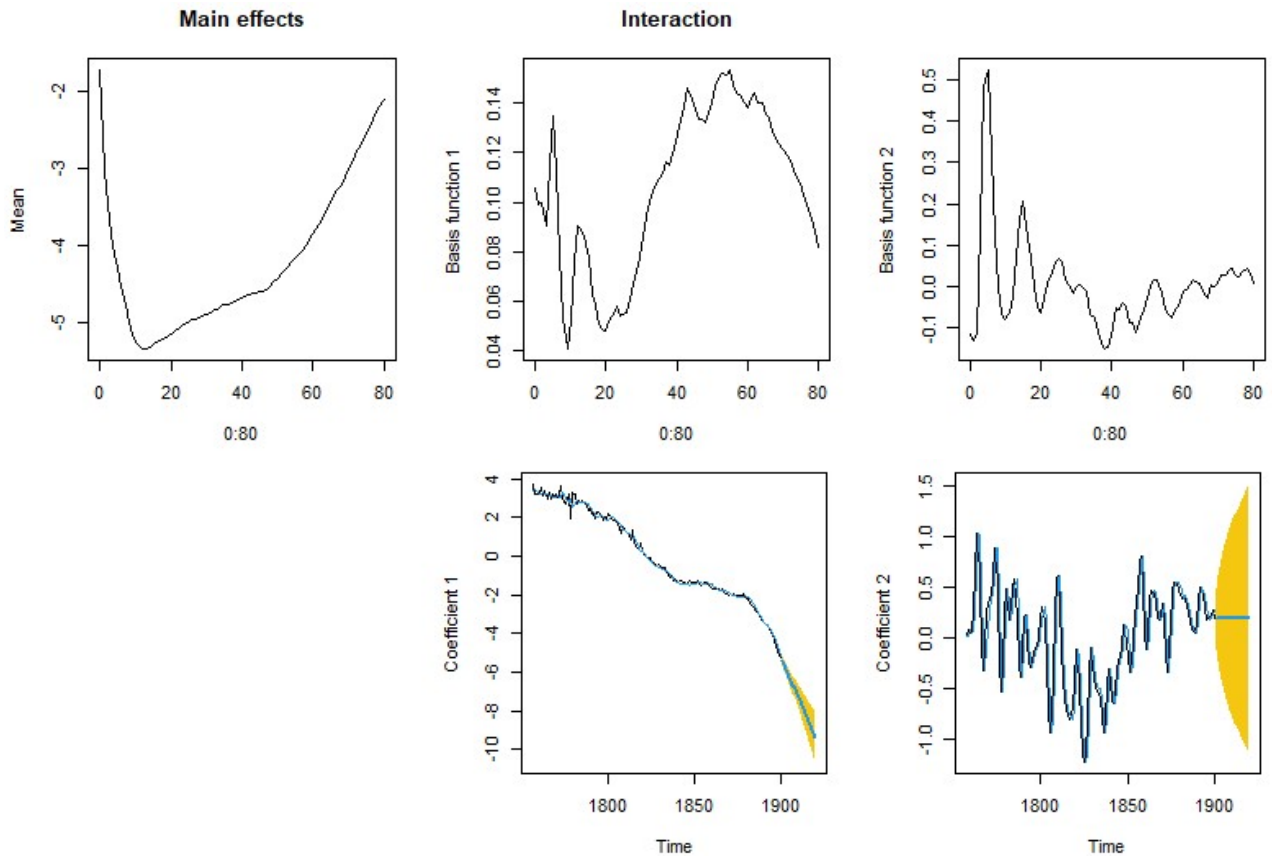 Main effects
Interaction
Mean
-2
-3
-4
-5
0 20 40 60 80
0:80
Basis function 1
0.14
0.12
0.10
0.08
0.06
0.04
0 20 40 60 80
0:80
Basis function 2
0.5
0.4
0.3
0.2
0.1
0.0
-0.1
0 20 40 60 80
0:80
Coefficient 1
4
2
0
-2
-4
-6
-8
-10
1800 1850 1900
Time
Coefficient 2
1.5
1.0
0.5
0.0
-0.5
-1.0
1800 1850 1900
Time